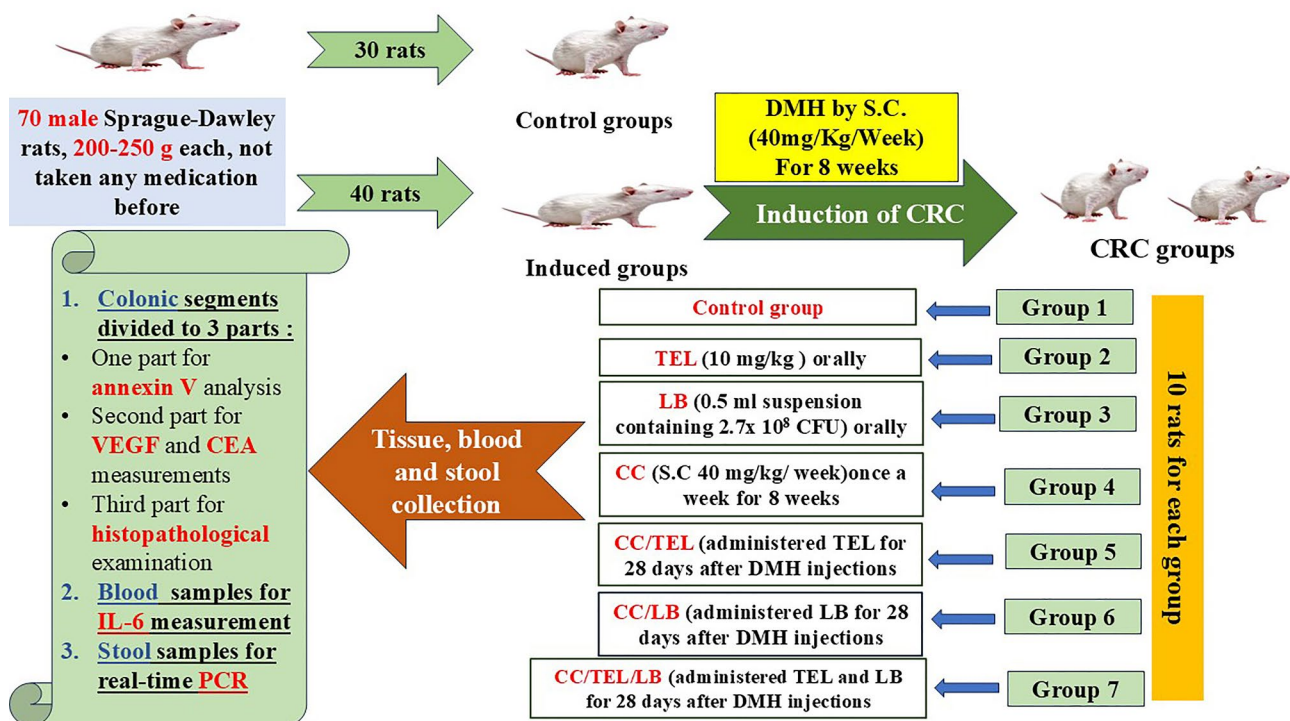 30 rats
Control groups
70 male Sprague-Dawley
rats, 200-250 g each, not
taken any medication
before
40 rats
Induced groups
DMH by S.C.
(40mg/Kg/Week)
For 8 weeks
Induction of CRC
CRC groups
Control group
Group 1
TEL (10 mg/kg ) orally
Group 2
LB (0.5 ml suspension
containing 2.7x 10⁸ CFU) orally
Group 3
CC (S.C 40 mg/kg/ week)once a
week for 8 weeks
Group 4
CC/TEL (administered TEL for
28 days after DMH injections
Group 5
CC/LB (administered LB for 28
days after DMH injections
Group 6
CC/TEL/LB (administered TEL and LB
for 28 days after DMH injections
Group 7
10 rats for each group
Tissue, blood
and stool
collection
1. Colonic segments
divided to 3 parts :
• One part for
annexin V analysis
• Second part for
VEGF and CEA
measurements
• Third part for
histopathological
examination
2. Blood samples for
IL-6 measurement
3. Stool samples for
real-time PCR